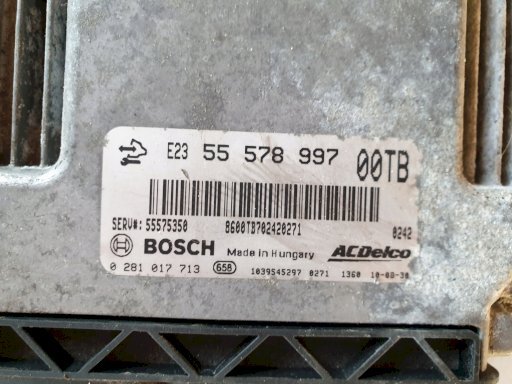 E23 55 578 997 00TB
SERV#: 55575350 8600TB702420271 0242
BOSCH Made in Hungary ACDelco
0 281 017 713 658 1039S45297 0271 1360 10-08-30